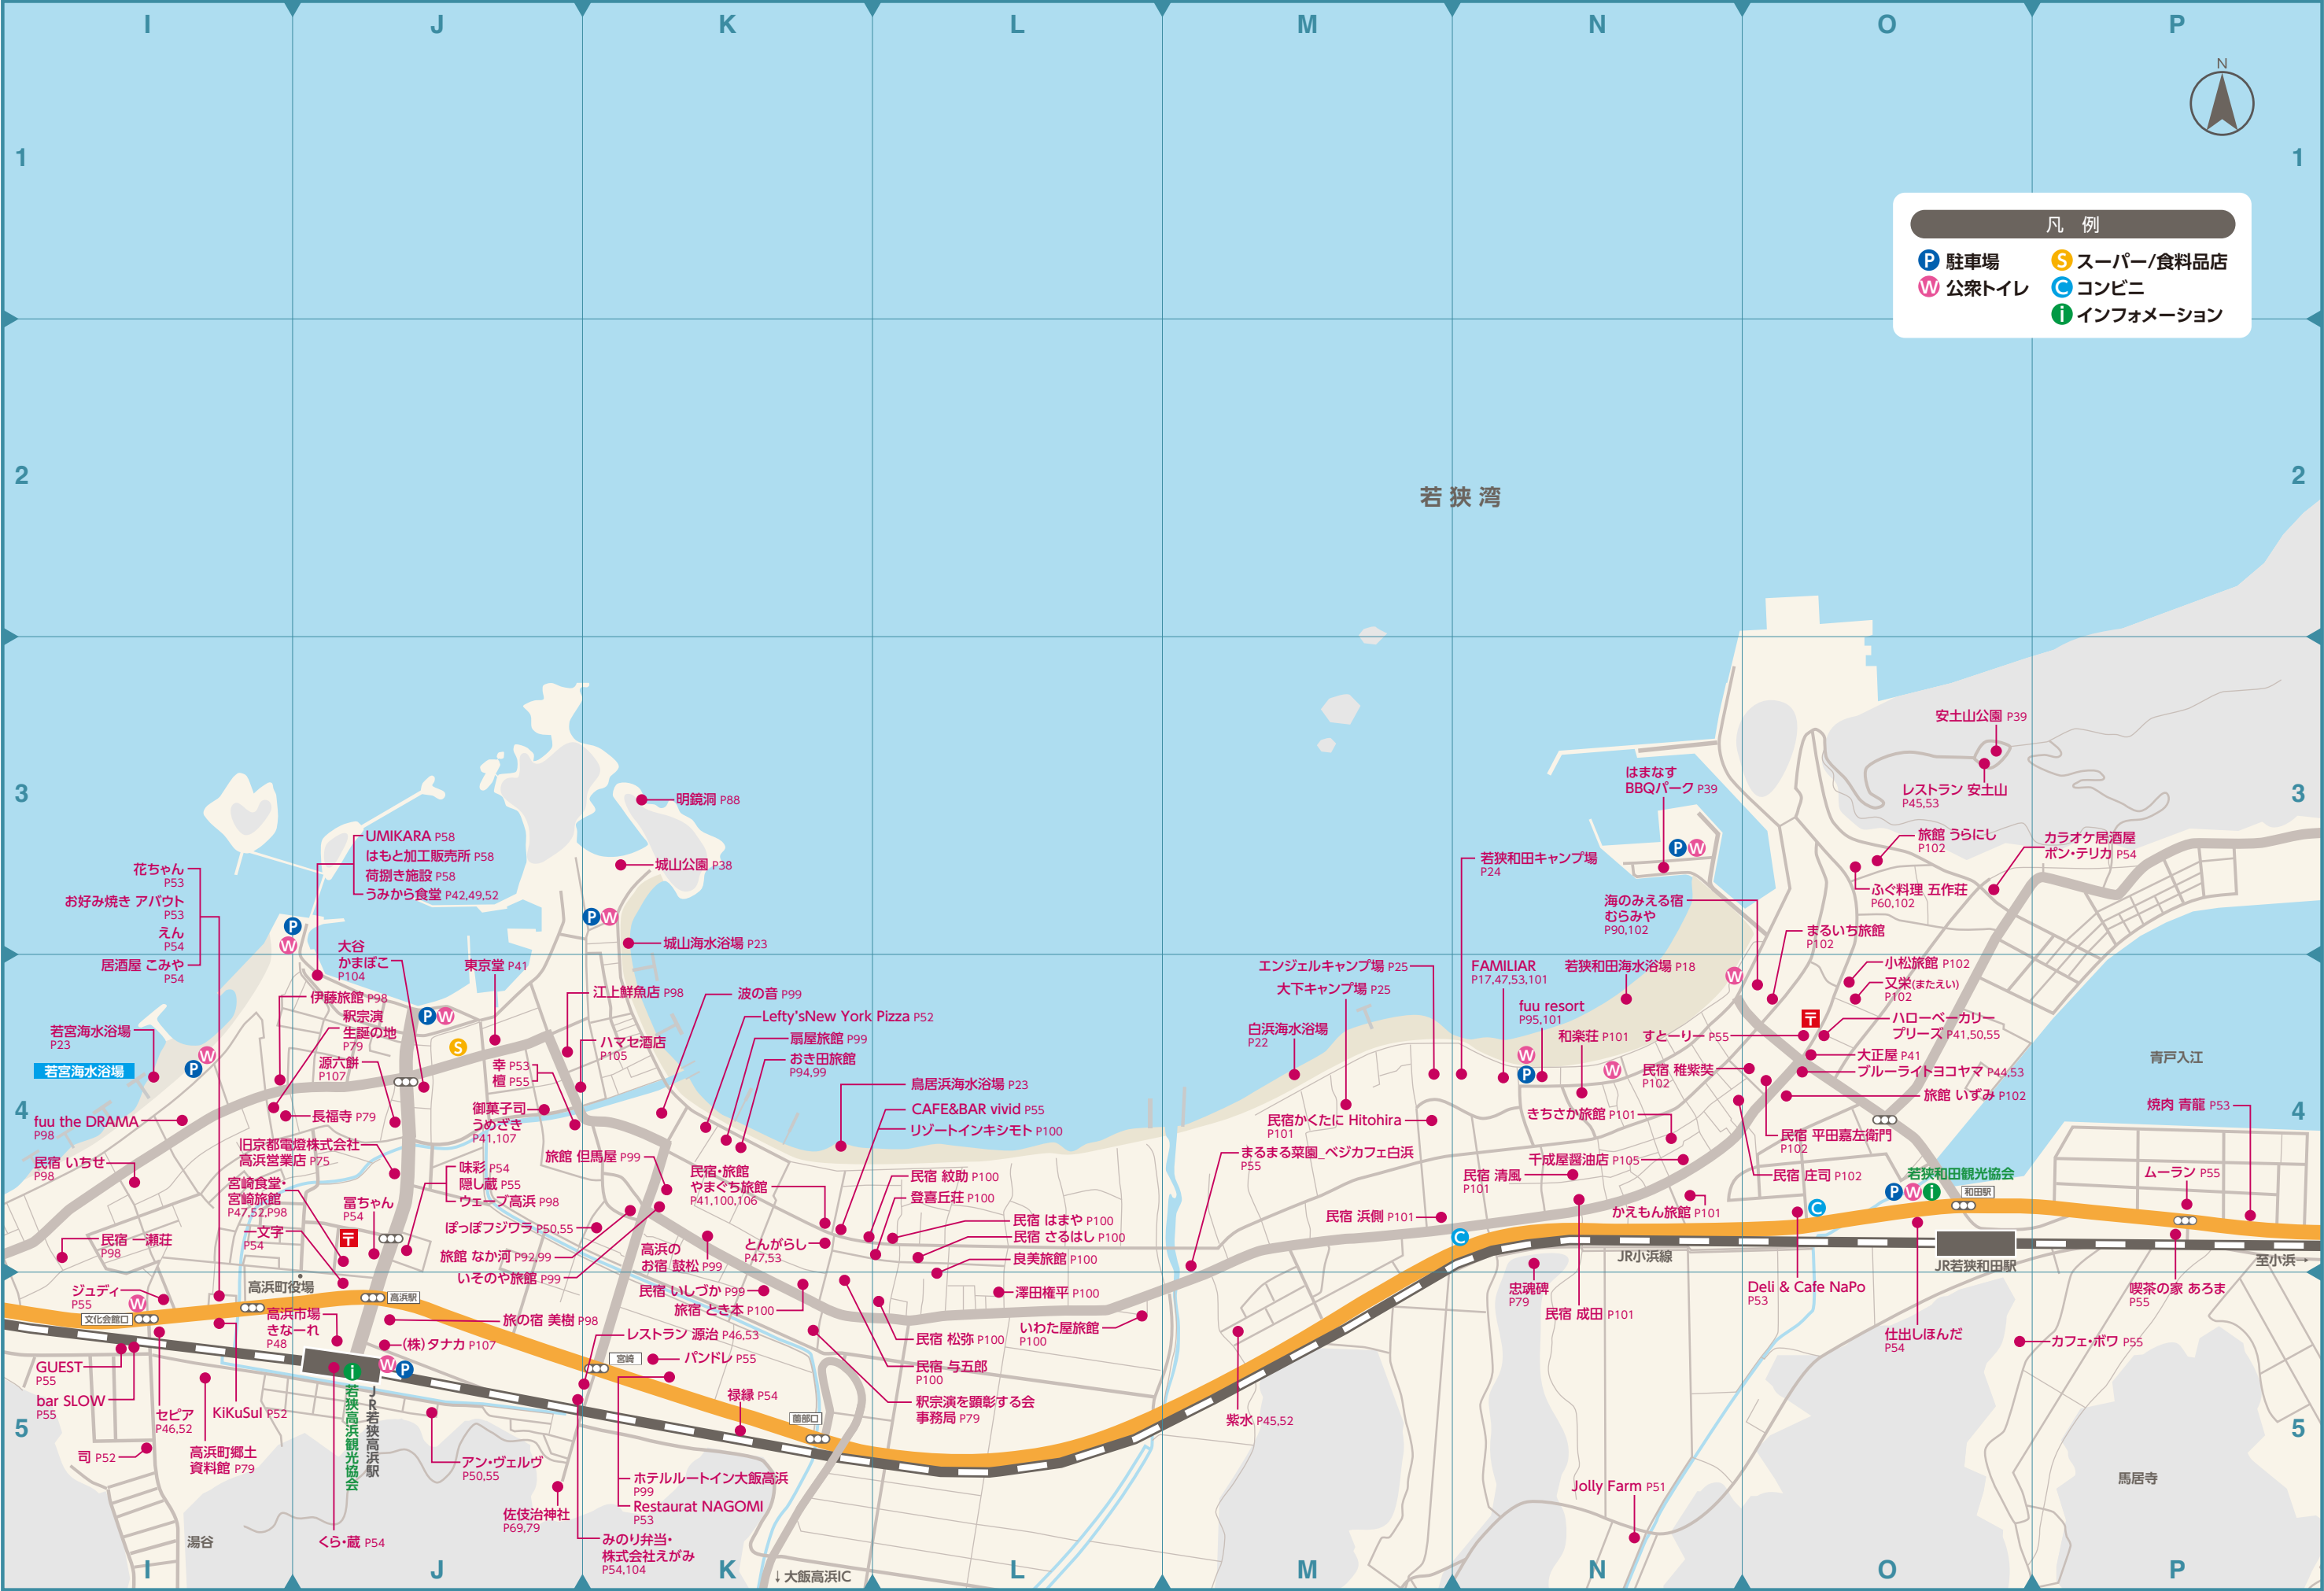 I J K L M N O P
N
1 1
凡 例
P 駐車場
S スーパー/食料品店
W 公衆トイレ
C コンビニ
i インフォメーション
2 2
若狭湾
3 3
安土山公園 P39
レストラン 安土山
P45,53
はまなす
BBQパーク P39
明鏡洞 P88
城山公園 P38
城山海水浴場 P23
UMIKARA P58
はもと加工販売所 P58
荷捌き施設 P58
うみから食堂 P42,49,52
花ちゃん
P53
お好み焼き アバウト
P53
えん
P54
居酒屋 こみや
P54
大谷
かまぼこ
P104
東京堂 P41
若狭和田キャンプ場
P24
海のみえる宿
むらみや
P90,102
旅館 うらにし
P102
カラオケ居酒屋
ポン・デリカ P54
ふぐ料理 五作荘
P60,102
まるいち旅館
P102
小松旅館 P102
又栄(またえい)
P102
ハローベーカリー
プリーズ P41,50,55
すとーりー P55
大正屋 P41
ブルーライトヨコヤマ P44,53
旅館 いずみ P102
民宿 稚紫荘
P102
民宿 平田嘉左衛門
P102
民宿 庄司 P102
4 4
伊藤旅館 P98
釈宗演
生誕の地
P79
源六餅
P107
若宮海水浴場
P23
若宮海水浴場
fuu the DRAMA
P98
長福寺 P79
旧京都電燈株式会社
高浜営業店 P75
民宿 いちせ
P98
宮崎食堂・
宮崎旅館
P47,52,P98
一文字
P54
冨ちゃん
P54
民宿 一瀬荘
P98
江上鮮魚店 P98
ハマセ酒店
P105
幸 P53
檀 P55
御菓子司
うめざき
P41,107
味彩 P54
隠し蔵 P55
ウェーブ高浜 P98
旅館 但馬屋 P99
ぽっぽフジワラ P50,55
旅館 なか河 P92,99
いそのや旅館 P99
波の音 P99
Lefty'sNew York Pizza P52
扇屋旅館 P99
おき田旅館
P94,99
鳥居浜海水浴場 P23
CAFE&BAR vivid P55
リゾートインキシモト P100
民宿・旅館
やまぐち旅館
P41,100,106
とんがらし
P47,53
高浜の
お宿 鼓松 P99
民宿 紋助 P100
登喜丘荘 P100
民宿 はまや P100
民宿 さるはし P100
良美旅館 P100
澤田権平 P100
いわた屋旅館
P100
エンジェルキャンプ場 P25
大下キャンプ場 P25
白浜海水浴場
P22
FAMILIAR
P17,47,53,101
若狭和田海水浴場 P18
fuu resort
P95,101
和楽荘 P101
民宿かくたに Hitohira
P101
まるまる菜園_ベジカフェ白浜
P55
きちさか旅館 P101
千成屋醤油店 P105
民宿 清風
P101
かえもん旅館 P101
民宿 浜側 P101
青戸入江
焼肉 青龍 P53
ムーラン P55
若狭和田観光協会
和田駅
JR小浜線
JR若狭和田駅
至小浜→
Deli & Cafe NaPo
P53
仕出しほんだ
P54
喫茶の家 あろま
P55
カフェ・ボワ P55
忠魂碑
P79
民宿 成田 P101
高浜町役場
ジュディ
P55
文化会館口
高浜駅
高浜市場
きなーれ
P48
旅の宿 美樹 P98
(株)タナカ P107
民宿 いしづか P99
旅宿 とき本 P100
レストラン 源治 P46,53
宮崎
パンドレ P55
民宿 松弥 P100
民宿 与五郎
P100
釈宗演を顕彰する会
事務局 P79
禄縁 P54
薗部口
GUEST
P55
bar SLOW
P55
セピア
P46,52
KiKuSuI P52
高浜町郷土
資料館 P79
司 P52
若狭高浜観光協会
JR若狭高浜駅
くら・蔵 P54
アン・ヴェルヴ
P50,55
佐伎治神社
P69,79
ホテルルートイン大飯高浜
P99
Restaurat NAGOMI
P53
みのり弁当・
株式会社えがみ
P54,104
紫水 P45,52
Jolly Farm P51
馬居寺
湯谷
↓大飯高浜IC
5 5
I J K L M N O P